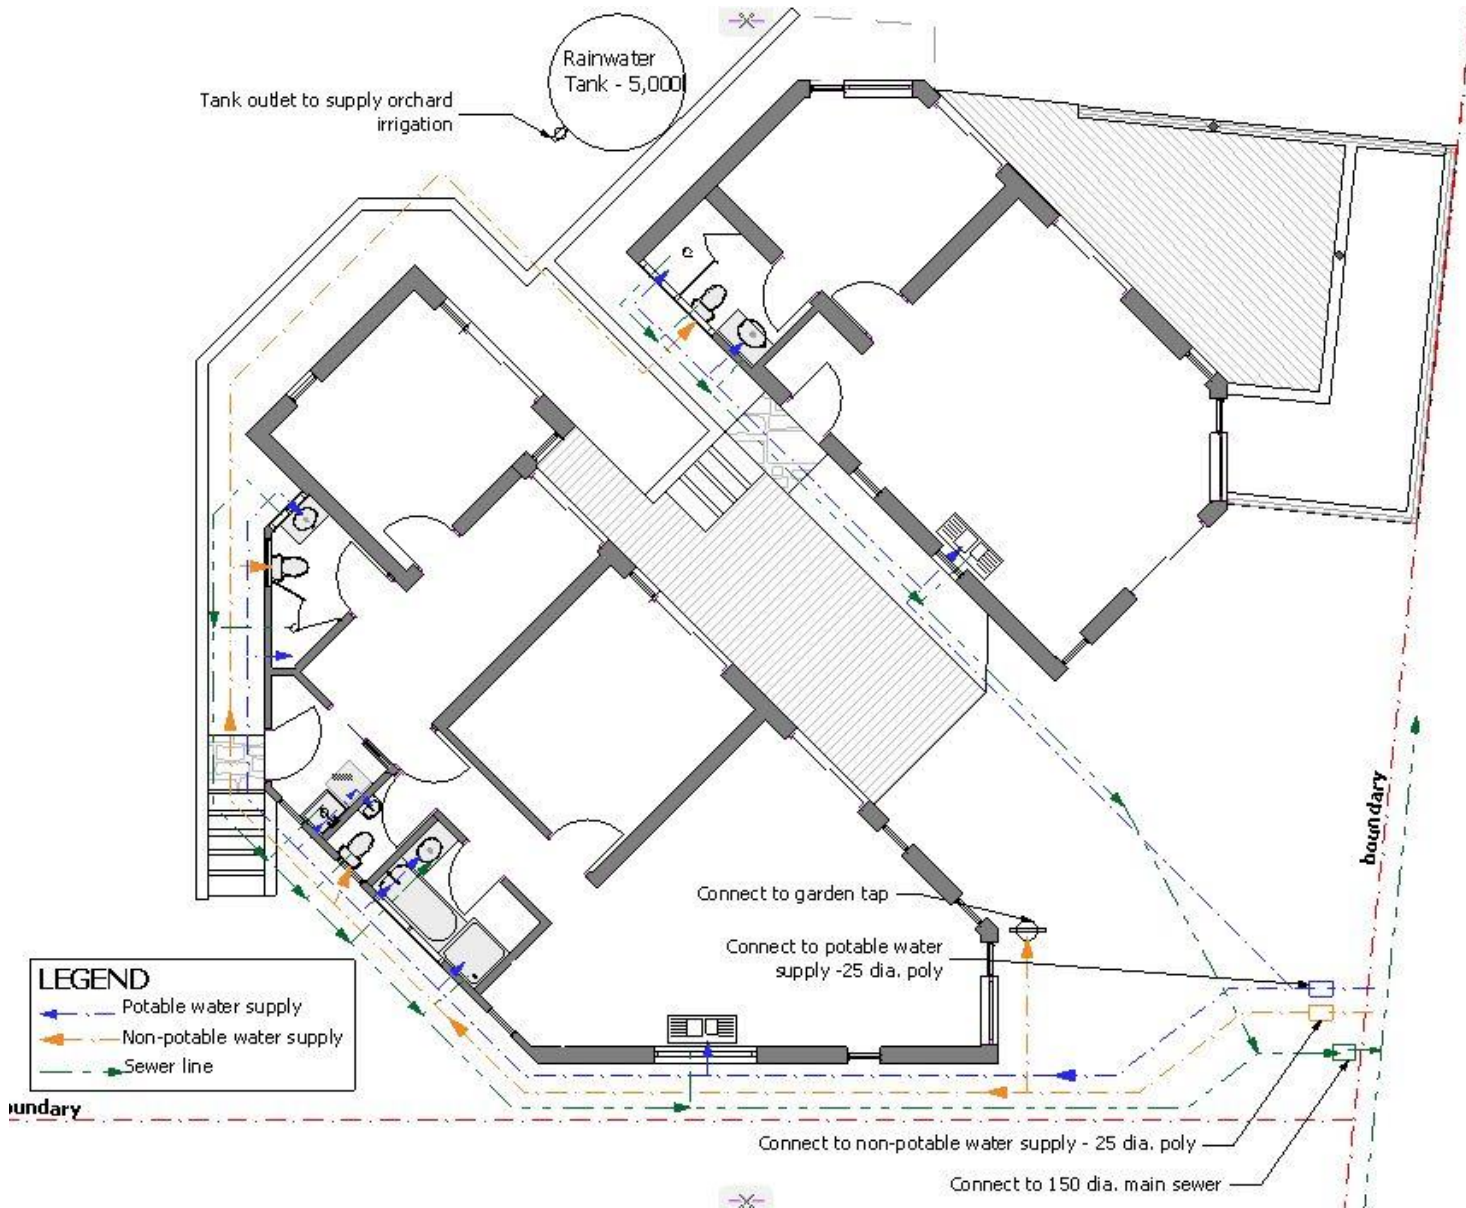 Rainwater
Tank - 5,000l
Tank outlet to supply orchard
irrigation
boundary
Connect to garden tap
Connect to potable water
supply -25 dia. poly
LEGEND
Potable water supply
Non-potable water supply
Sewer line
oundary
Connect to non-potable water supply - 25 dia. poly
Connect to 150 dia. main sewer